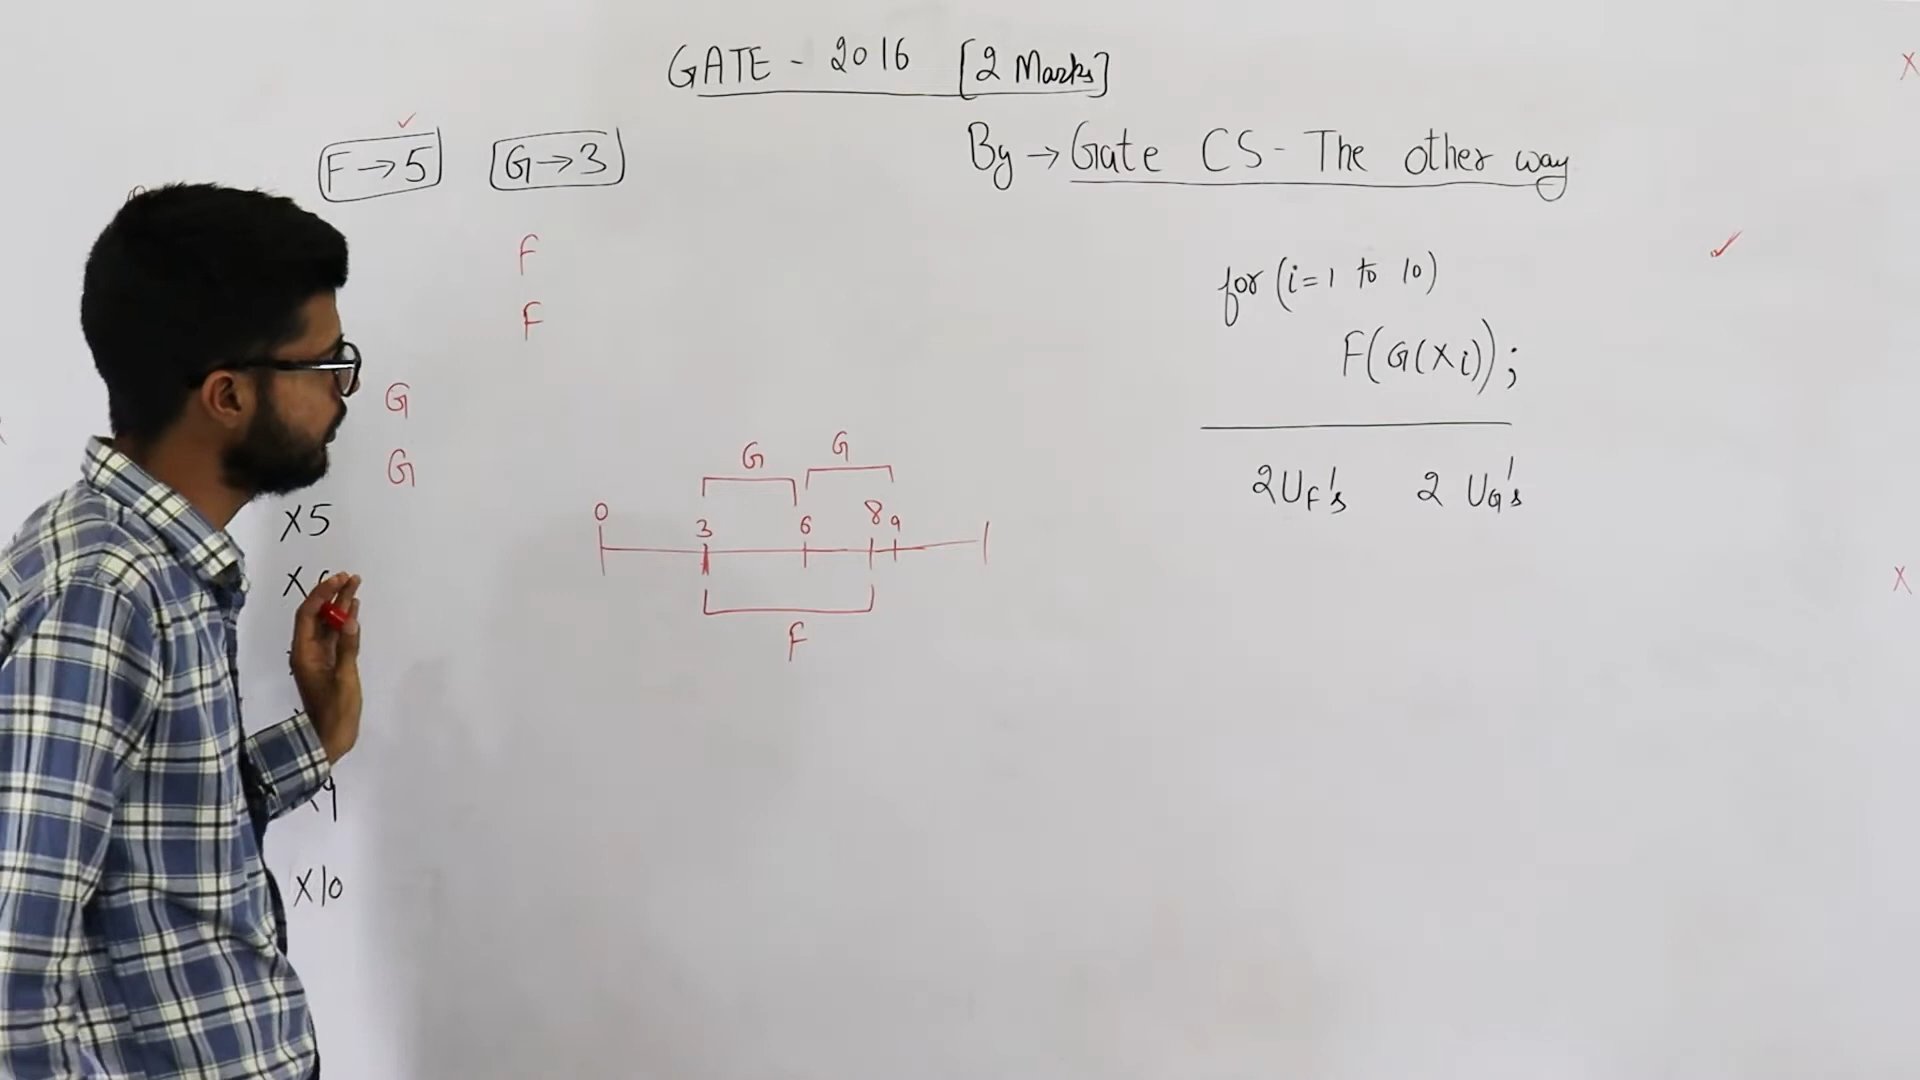 GATE - 2016 [2 Marks]
By → Gate CS - The other way
F→5 G→3
F
F
G
G
X5
X10
G G
0 3 6 8 9
F
for (i=1 to 10)
F(G(Xi));
2UF's 2 UG's